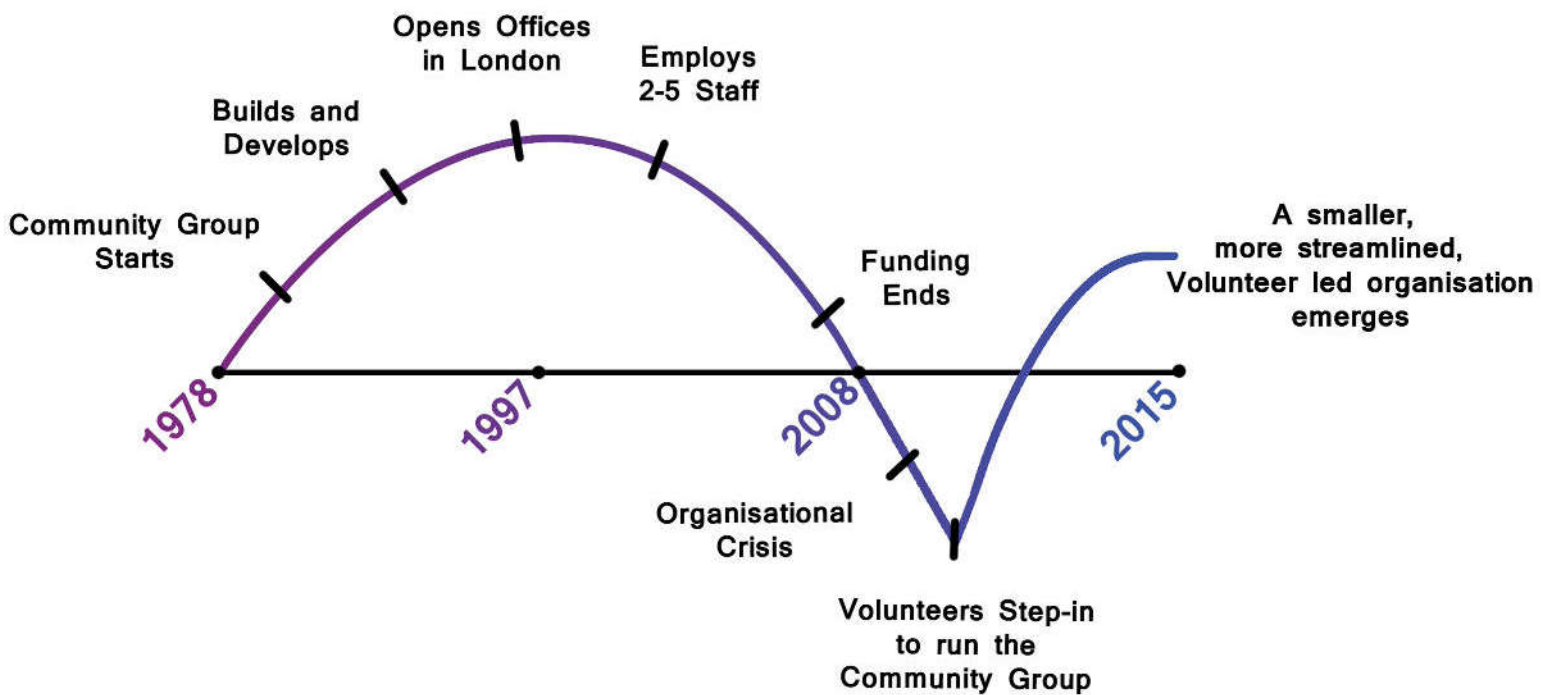 Opens Offices
in London
Employs
2-5 Staff
Builds and
Develops
Community Group
Starts
A smaller,
more streamlined,
Volunteer led organisation
emerges
Funding
Ends
1978
1997
2008
2015
Organisational
Crisis
Volunteers Step-in
to run the
Community Group